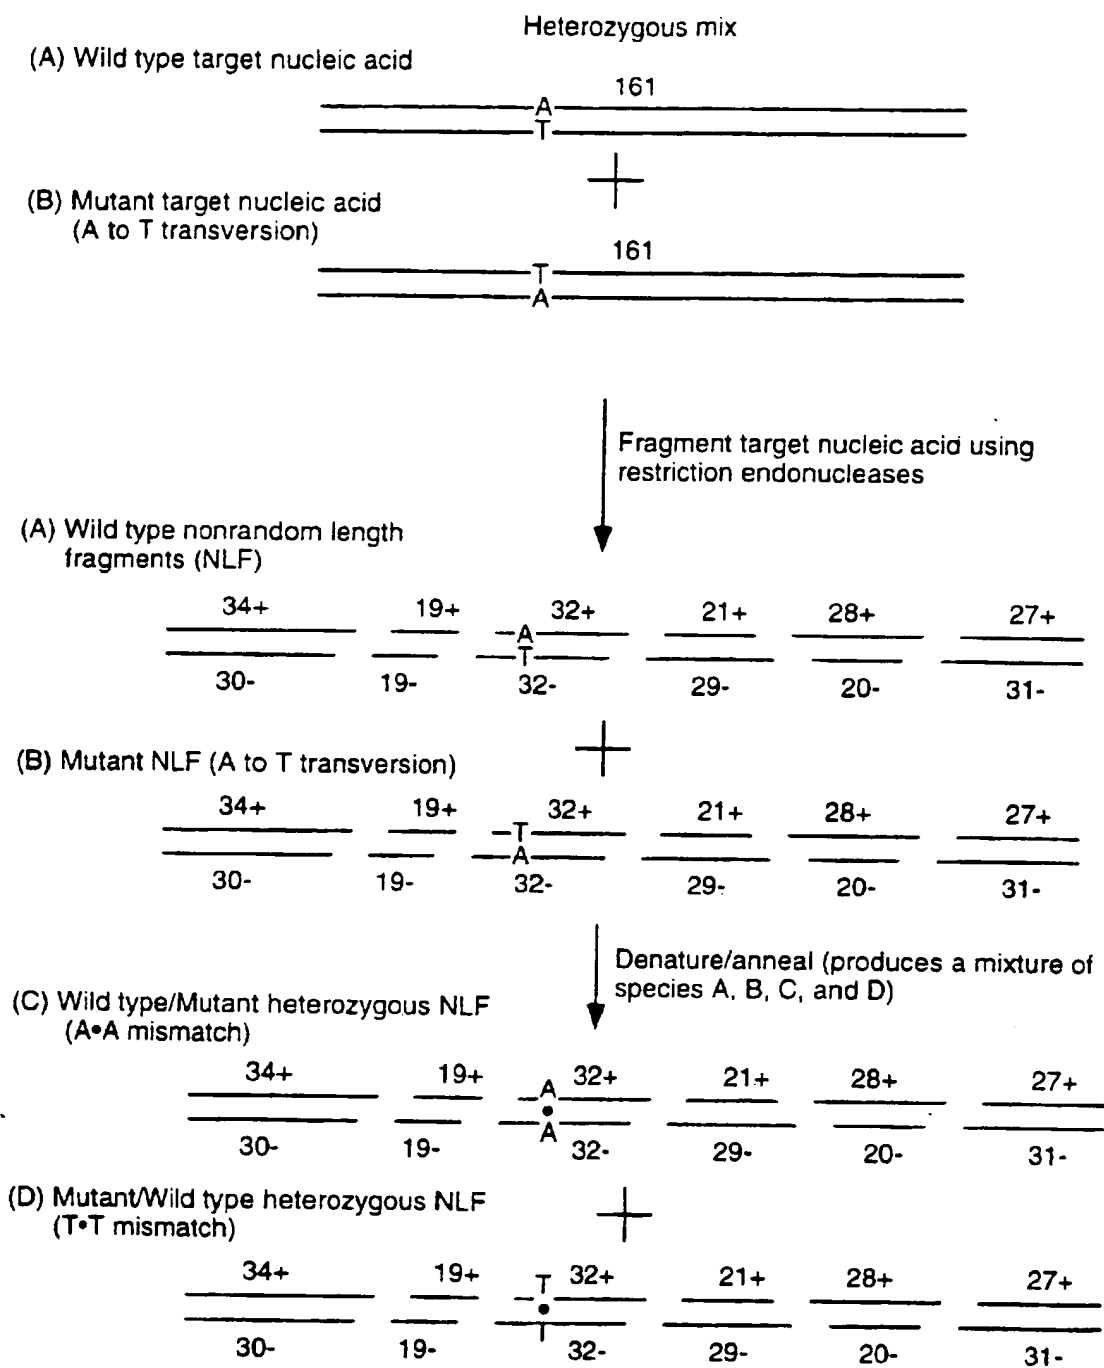 Heterozygous mix
(A) Wild type target nucleic acid
161
A
T
(B) Mutant target nucleic acid
(A to T transversion)
161
T
A
Fragment target nucleic acid using
restriction endonucleases
(A) Wild type nonrandom length
fragments (NLF)
34+ 19+ 32+ 21+ 28+ 27+
A
T
30- 19- 32- 29- 20- 31-
(B) Mutant NLF (A to T transversion)
34+ 19+ 32+ 21+ 28+ 27+
T
A
30- 19- 32- 29- 20- 31-
Denature/anneal (produces a mixture of
species A, B, C, and D)
(C) Wild type/Mutant heterozygous NLF
(A•A mismatch)
34+ 19+ A 32+ 21+ 28+ 27+
A
30- 19- 32- 29- 20- 31-
(D) Mutant/Wild type heterozygous NLF
(T•T mismatch)
34+ 19+ T 32+ 21+ 28+ 27+
T
30- 19- 32- 29- 20- 31-